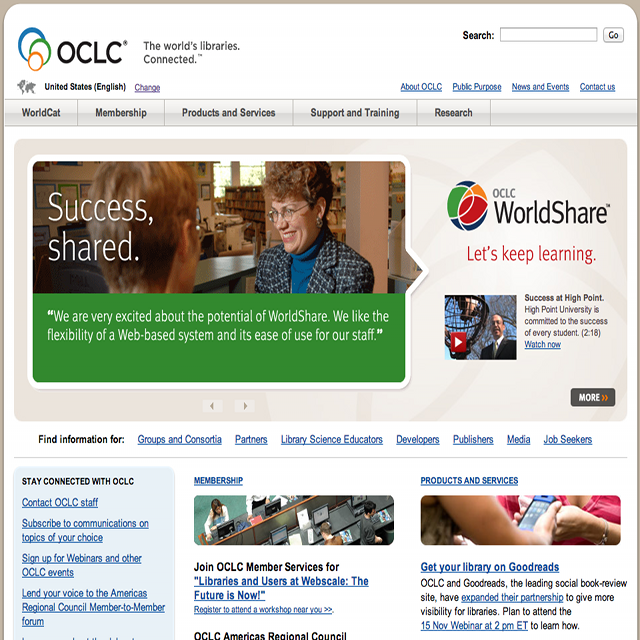 OCLC®
The world's libraries.
Connected.™
Search:
Go
United States (English) Change
About OCLC Public Purpose News and Events Contact us
WorldCat Membership Products and Services Support and Training Research
Success,
shared.
"We are very excited about the potential of WorldShare. We like the
flexibility of a Web-based system and its ease of use for our staff."
OCLC
WorldShare™
Let's keep learning.
Success at High Point.
High Point University is
committed to the success
of every student. (2:18)
Watch now
MORE »
Find information for: Groups and Consortia Partners Library Science Educators Developers Publishers Media Job Seekers
STAY CONNECTED WITH OCLC
Contact OCLC staff
Subscribe to communications on
topics of your choice
Sign up for Webinars and other
OCLC events
Lend your voice to the Americas
Regional Council Member-to-Member
forum
MEMBERSHIP
Join OCLC Member Services for
"Libraries and Users at Webscale: The
Future is Now!"
Register to attend a workshop near you >>.
OCLC Americas Regional Council
PRODUCTS AND SERVICES
Get your library on Goodreads
OCLC and Goodreads, the leading social book-review
site, have expanded their partnership to give more
visibility for libraries. Plan to attend the
15 Nov Webinar at 2 pm ET to learn how.